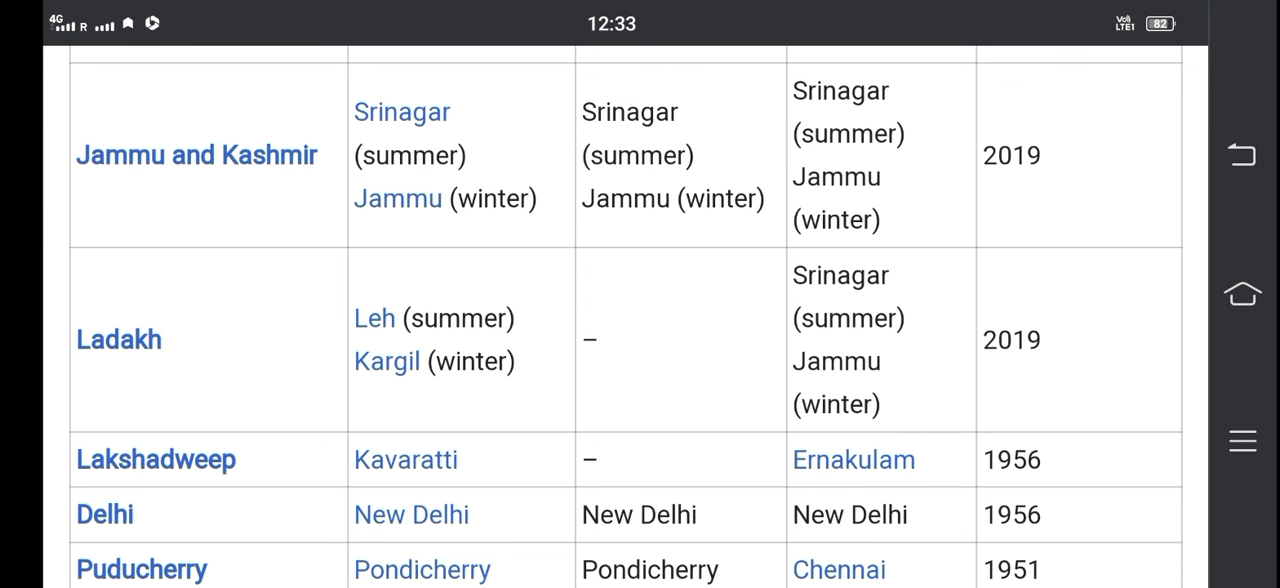 4G R 12:33 VoI) LTE1 82
Jammu and Kashmir
Srinagar
(summer)
Jammu (winter)
Srinagar
(summer)
Jammu (winter)
Srinagar
(summer)
Jammu
(winter)
2019
Ladakh
Leh (summer)
Kargil (winter)
–
Srinagar
(summer)
Jammu
(winter)
2019
Lakshadweep
Kavaratti
–
Ernakulam
1956
Delhi
New Delhi
New Delhi
New Delhi
1956
Puducherry
Pondicherry
Pondicherry
Chennai
1951